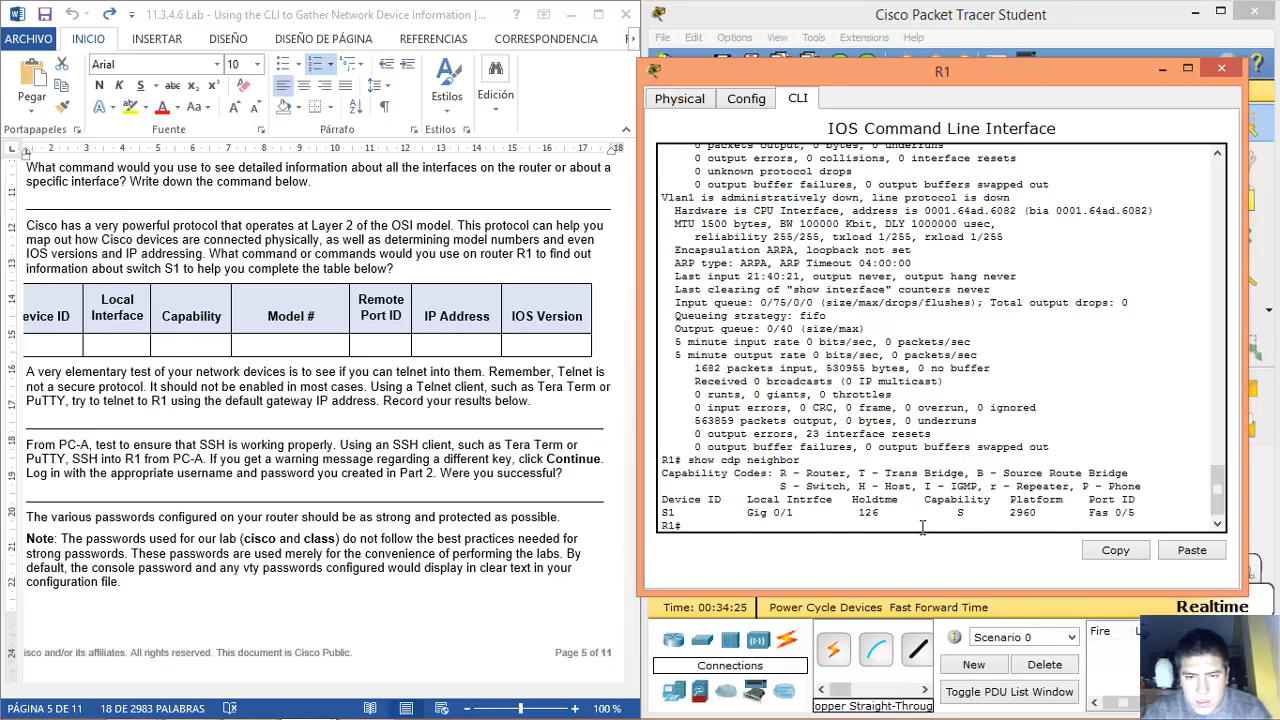 11.3.4.6 Lab - Using the CLI to Gather Network Device Information [...
ARCHIVO INICIO INSERTAR DISEÑO DISEÑO DE PÁGINA REFERENCIAS CORRESPONDENCIA
Arial 10
N K S abc x₂ x²
Aa
Pegar
Estilos
Edición
Portapapeles Fuente Párrafo Estilos
2 3 4 5 6 7 8 9 10 11 12 13 14 15 16 17 18
What command would you use to see detailed information about all the interfaces on the router or about a
specific interface? Write down the command below.
Cisco has a very powerful protocol that operates at Layer 2 of the OSI model. This protocol can help you
map out how Cisco devices are connected physically, as well as determining model numbers and even
IOS versions and IP addressing. What command or commands would you use on router R1 to find out
information about switch S1 to help you complete the table below?
evice ID Local Interface Capability Model # Remote Port ID IP Address IOS Version
A very elementary test of your network devices is to see if you can telnet into them. Remember, Telnet is
not a secure protocol. It should not be enabled in most cases. Using a Telnet client, such as Tera Term or
PuTTY, try to telnet to R1 using the default gateway IP address. Record your results below.
From PC-A, test to ensure that SSH is working properly. Using an SSH client, such as Tera Term or
PuTTY, SSH into R1 from PC-A. If you get a warning message regarding a different key, click Continue.
Log in with the appropriate username and password you created in Part 2. Were you successful?
The various passwords configured on your router should be as strong and protected as possible.
Note: The passwords used for our lab (cisco and class) do not follow the best practices needed for
strong passwords. These passwords are used merely for the convenience of performing the labs. By
default, the console password and any vty passwords configured would display in clear text in your
configuration file.
isco and/or its affiliates. All rights reserved. This document is Cisco Public. Page 5 of 11
PÁGINA 5 DE 11 18 DE 2983 PALABRAS 100 %
Cisco Packet Tracer Student
File Edit Options View Tools Extensions Help
R1
Physical Config CLI
IOS Command Line Interface
0 packets output, 0 bytes, 0 underruns
0 output errors, 0 collisions, 0 interface resets
0 unknown protocol drops
0 output buffer failures, 0 output buffers swapped out
Vlan1 is administratively down, line protocol is down
Hardware is CPU Interface, address is 0001.64ad.6082 (bia 0001.64ad.6082)
MTU 1500 bytes, BW 100000 Kbit, DLY 1000000 usec,
reliability 255/255, txload 1/255, rxload 1/255
Encapsulation ARPA, loopback not set
ARP type: ARPA, ARP Timeout 04:00:00
Last input 21:40:21, output never, output hang never
Last clearing of "show interface" counters never
Input queue: 0/75/0/0 (size/max/drops/flushes); Total output drops: 0
Queueing strategy: fifo
Output queue: 0/40 (size/max)
5 minute input rate 0 bits/sec, 0 packets/sec
5 minute output rate 0 bits/sec, 0 packets/sec
1682 packets input, 530955 bytes, 0 no buffer
Received 0 broadcasts (0 IP multicast)
0 runts, 0 giants, 0 throttles
0 input errors, 0 CRC, 0 frame, 0 overrun, 0 ignored
563859 packets output, 0 bytes, 0 underruns
0 output errors, 23 interface resets
0 output buffer failures, 0 output buffers swapped out
R1# show cdp neighbor
Capability Codes: R - Router, T - Trans Bridge, B - Source Route Bridge
S - Switch, H - Host, I - IGMP, r - Repeater, P - Phone
Device ID Local Intrfce Holdtme Capability Platform Port ID
S1 Gig 0/1 126 S 2960 Fas 0/5
R1#
Copy Paste
Time: 00:34:25 Power Cycle Devices Fast Forward Time Realtime
Scenario 0
Fire
Connections
New Delete
Toggle PDU List Window
opper Straight-Throug